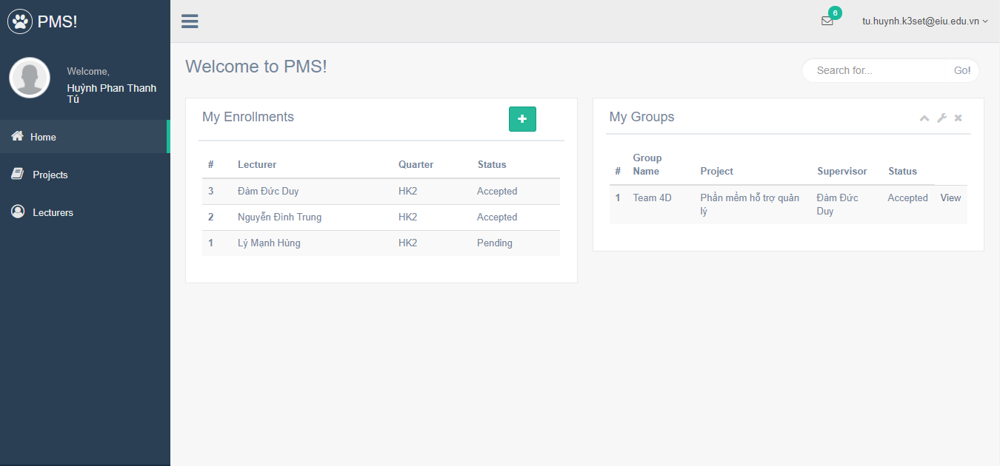 PMS!
6
tu.huynh.k3set@eiu.edu.vn
Welcome,
Huỳnh Phan Thanh
Tú
Home
Projects
Lecturers
Welcome to PMS!
Search for...
Go!
My Enrollments
# Lecturer Quarter Status
3 Đàm Đức Duy HK2 Accepted
2 Nguyễn Đình Trung HK2 Accepted
1 Lý Mạnh Hùng HK2 Pending
My Groups
# Group Name Project Supervisor Status
1 Team 4D Phần mềm hỗ trợ quản lý Đàm Đức Duy Accepted View